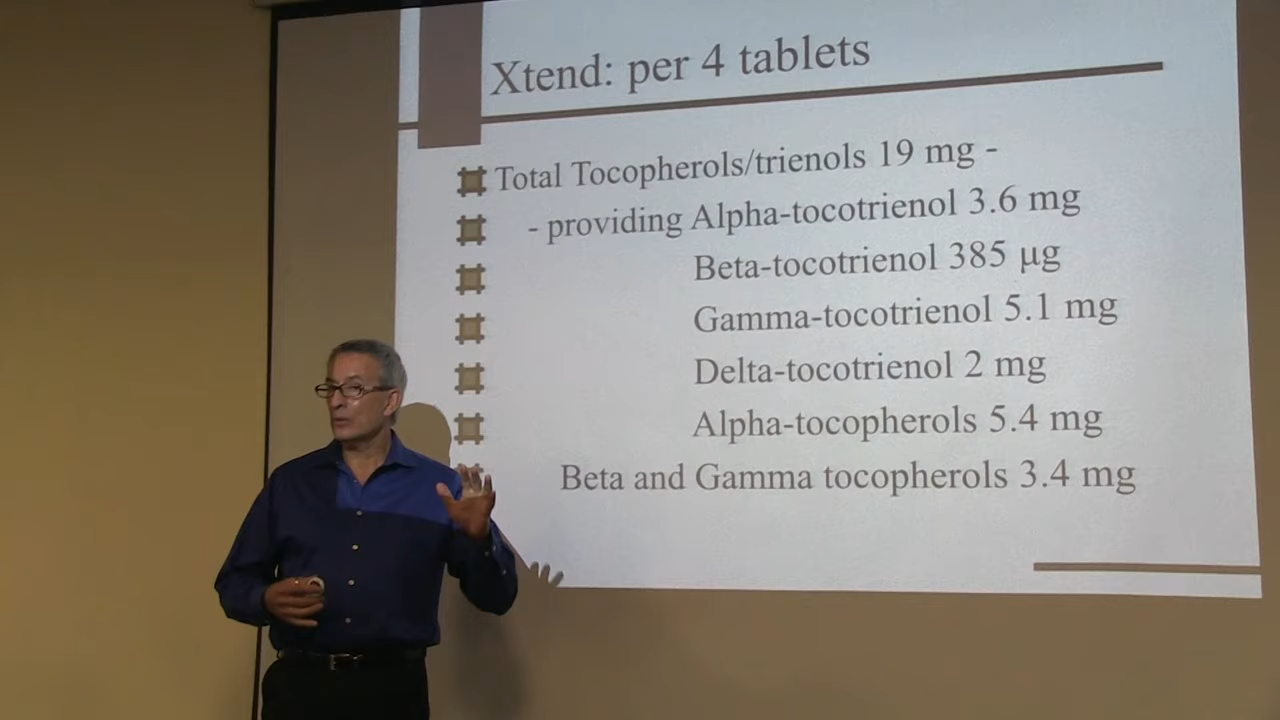 Xtend: per 4 tablets
Total Tocopherols/trienols 19 mg -
- providing Alpha-tocotrienol 3.6 mg
Beta-tocotrienol 385 µg
Gamma-tocotrienol 5.1 mg
Delta-tocotrienol 2 mg
Alpha-tocopherols 5.4 mg
Beta and Gamma tocopherols 3.4 mg